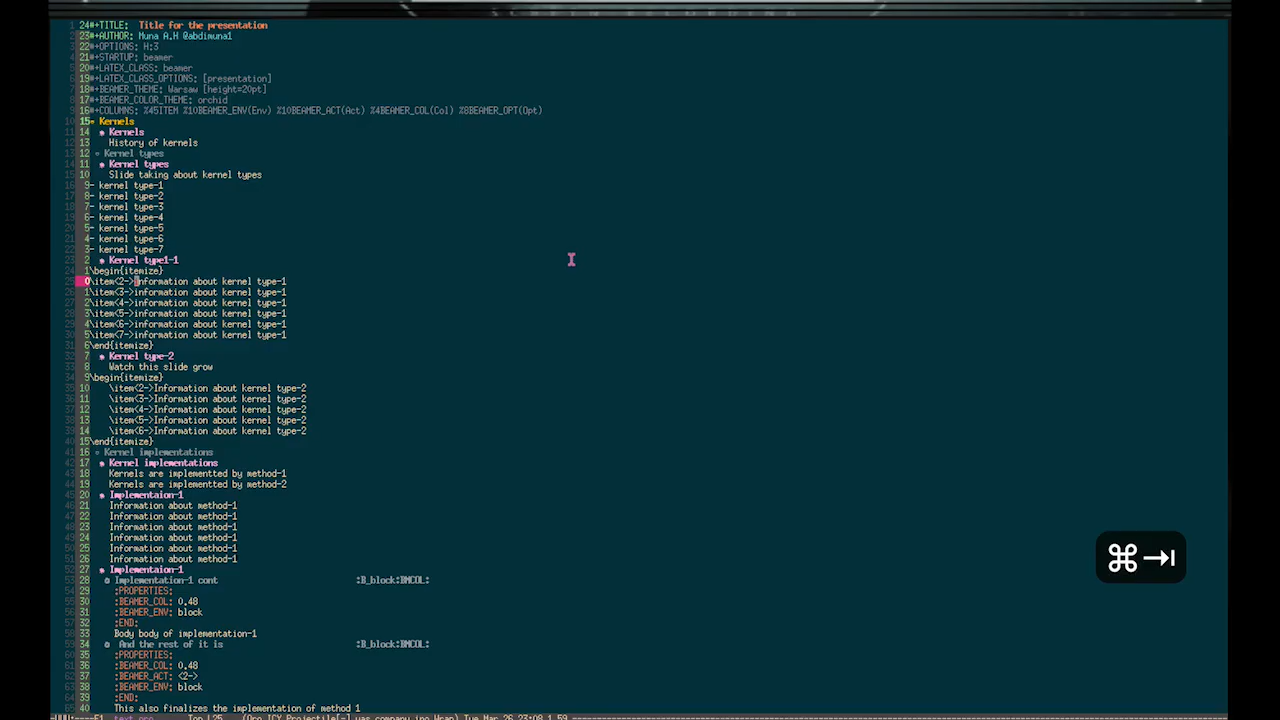 24#+TITLE: Title for the presentation
23#+AUTHOR: Muna A.H @abdimuna1
22#+OPTIONS: H:3
21#+STARTUP: beamer
20#+LATEX_CLASS: beamer
19#+LATEX_CLASS_OPTIONS: [presentation]
18#+BEAMER_THEME: Warsaw [height=20pt]
17#+BEAMER_COLOR_THEME: orchid
16#+COLUMNS: %45ITEM %10BEAMER_ENV(Env) %10BEAMER_ACT(Act) %4BEAMER_COL(Col) %8BEAMER_OPT(Opt)
15 Kernels
14 Kernels
13 History of kernels
12 Kernel types
11 Kernel types
10 Slide taking about kernel types
9- kernel type-1
8- kernel type-2
7- kernel type-3
6- kernel type-4
5- kernel type-5
4- kernel type-6
3- kernel type-7
2 Kernel type1-1
1\begin{itemize}
0\item<2->information about kernel type-1
1\item<3->information about kernel type-1
2\item<4->information about kernel type-1
3\item<5->information about kernel type-1
4\item<6->information about kernel type-1
5\item<7->information about kernel type-1
6\end{itemize}
7 Kernel type-2
8 Watch this slide grow
9\begin{itemize}
10 \item<2->Information about kernel type-2
11 \item<3->Information about kernel type-2
12 \item<4->Information about kernel type-2
13 \item<5->Information about kernel type-2
14 \item<6->Information about kernel type-2
15\end{itemize}
16 Kernel implementations
17 Kernel implementations
18 Kernels are implementted by method-1
19 Kernels are implementted by method-2
20 Implementaion-1
21 Information about method-1
22 Information about method-1
23 Information about method-1
24 Information about method-1
25 Information about method-1
26 Information about method-1
27 Implementaion-1
28 Implementation-1 cont :B_block:BMCOL:
29 :PROPERTIES:
30 :BEAMER_COL: 0.48
31 :BEAMER_ENV: block
32 :END:
33 Body body of implementation-1
34 And the rest of it is :B_block:BMCOL:
35 :PROPERTIES:
36 :BEAMER_COL: 0.48
37 :BEAMER_ACT: <2->
38 :BEAMER_ENV: block
39 :END:
40 This also finalizes the implementation of method 1